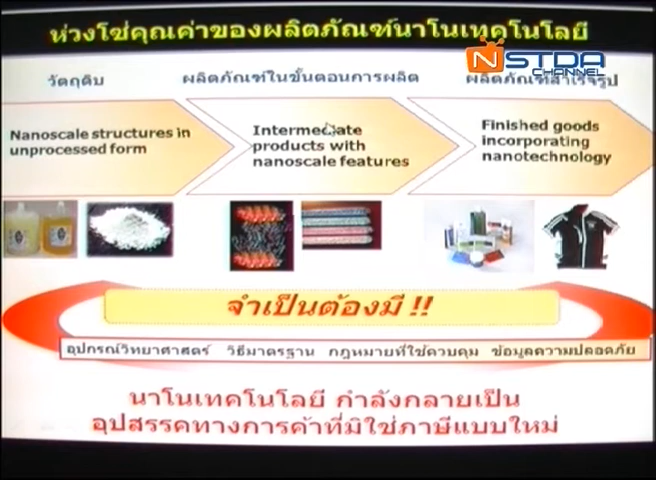 ห่วงโซ่คุณค่าของผลิตภัณฑ์นาโนเทคโนโลยี
NSTDA
CHANNEL
วัตถุดิบ
ผลิตภัณฑ์ในขั้นตอนการผลิต
ผลิตภัณฑ์สำเร็จรูป
Nanoscale structures in
unprocessed form
Intermediate
products with
nanoscale features
Finished goods
incorporating
nanotechnology
จำเป็นต้องมี !!
อุปกรณ์วิทยาศาสตร์ วิธีมาตรฐาน กฎหมายที่ใช้ควบคุม ข้อมูลความปลอดภัย
นาโนเทคโนโลยี กำลังกลายเป็น
อุปสรรคทางการค้าที่มิใช่ภาษีแบบใหม่